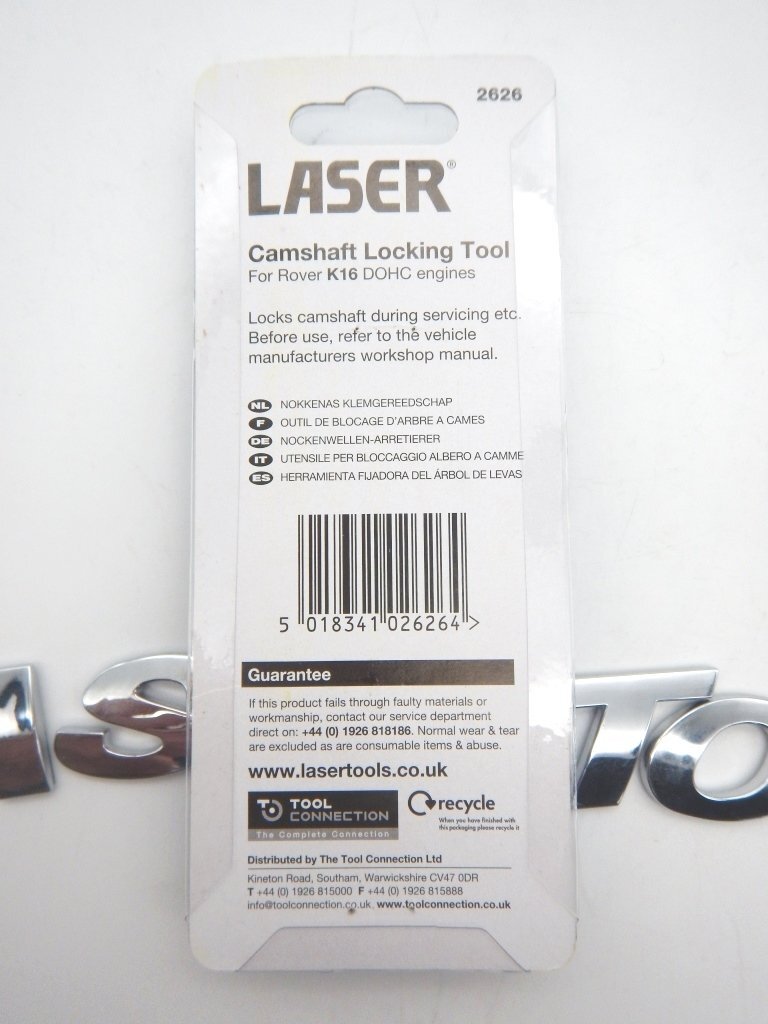 2626
LASER®
Camshaft Locking Tool
For Rover K16 DOHC engines
Locks camshaft during servicing etc.
Before use, refer to the vehicle
manufacturers workshop manual.
NL NOKKENAS KLEMGEREEDSCHAP
F OUTIL DE BLOCAGE D'ARBRE A CAMES
DE NOCKENWELLEN-ARRETIERER
IT UTENSILE PER BLOCCAGGIO ALBERO A CAMME
ES HERRAMIENTA FIJADORA DEL ÁRBOL DE LEVAS
5 018341 026264 >
Guarantee
If this product fails through faulty materials or
workmanship, contact our service department
direct on: +44 (0) 1926 818186. Normal wear & tear
are excluded as are consumable items & abuse.
www.lasertools.co.uk
TOOL
CONNECTION
The Complete Connection
recycle
When you have finished with
this packaging please recycle it
Distributed by The Tool Connection Ltd
Kineton Road, Southam, Warwickshire CV47 0DR
T +44 (0) 1926 815000 F +44 (0) 1926 815888
info@toolconnection.co.uk. www.toolconnection.co.uk
IS TO